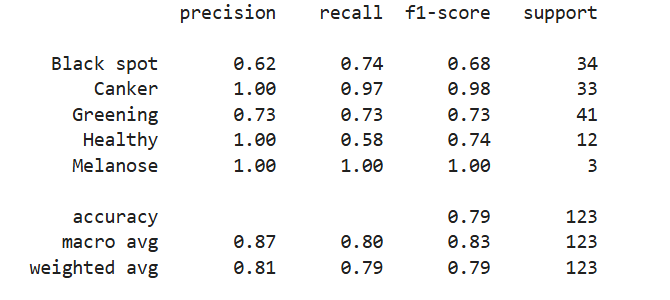 precision recall f1-score support
Black spot 0.62 0.74 0.68 34
Canker 1.00 0.97 0.98 33
Greening 0.73 0.73 0.73 41
Healthy 1.00 0.58 0.74 12
Melanose 1.00 1.00 1.00 3
accuracy 0.79 123
macro avg 0.87 0.80 0.83 123
weighted avg 0.81 0.79 0.79 123